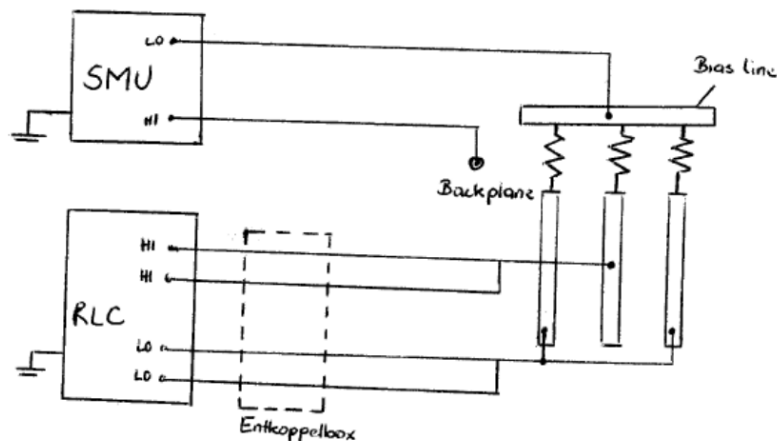 LO
SMU
HI
Bias line
Backplane
HI
HI
RLC
LO
LO
Entkoppelbox